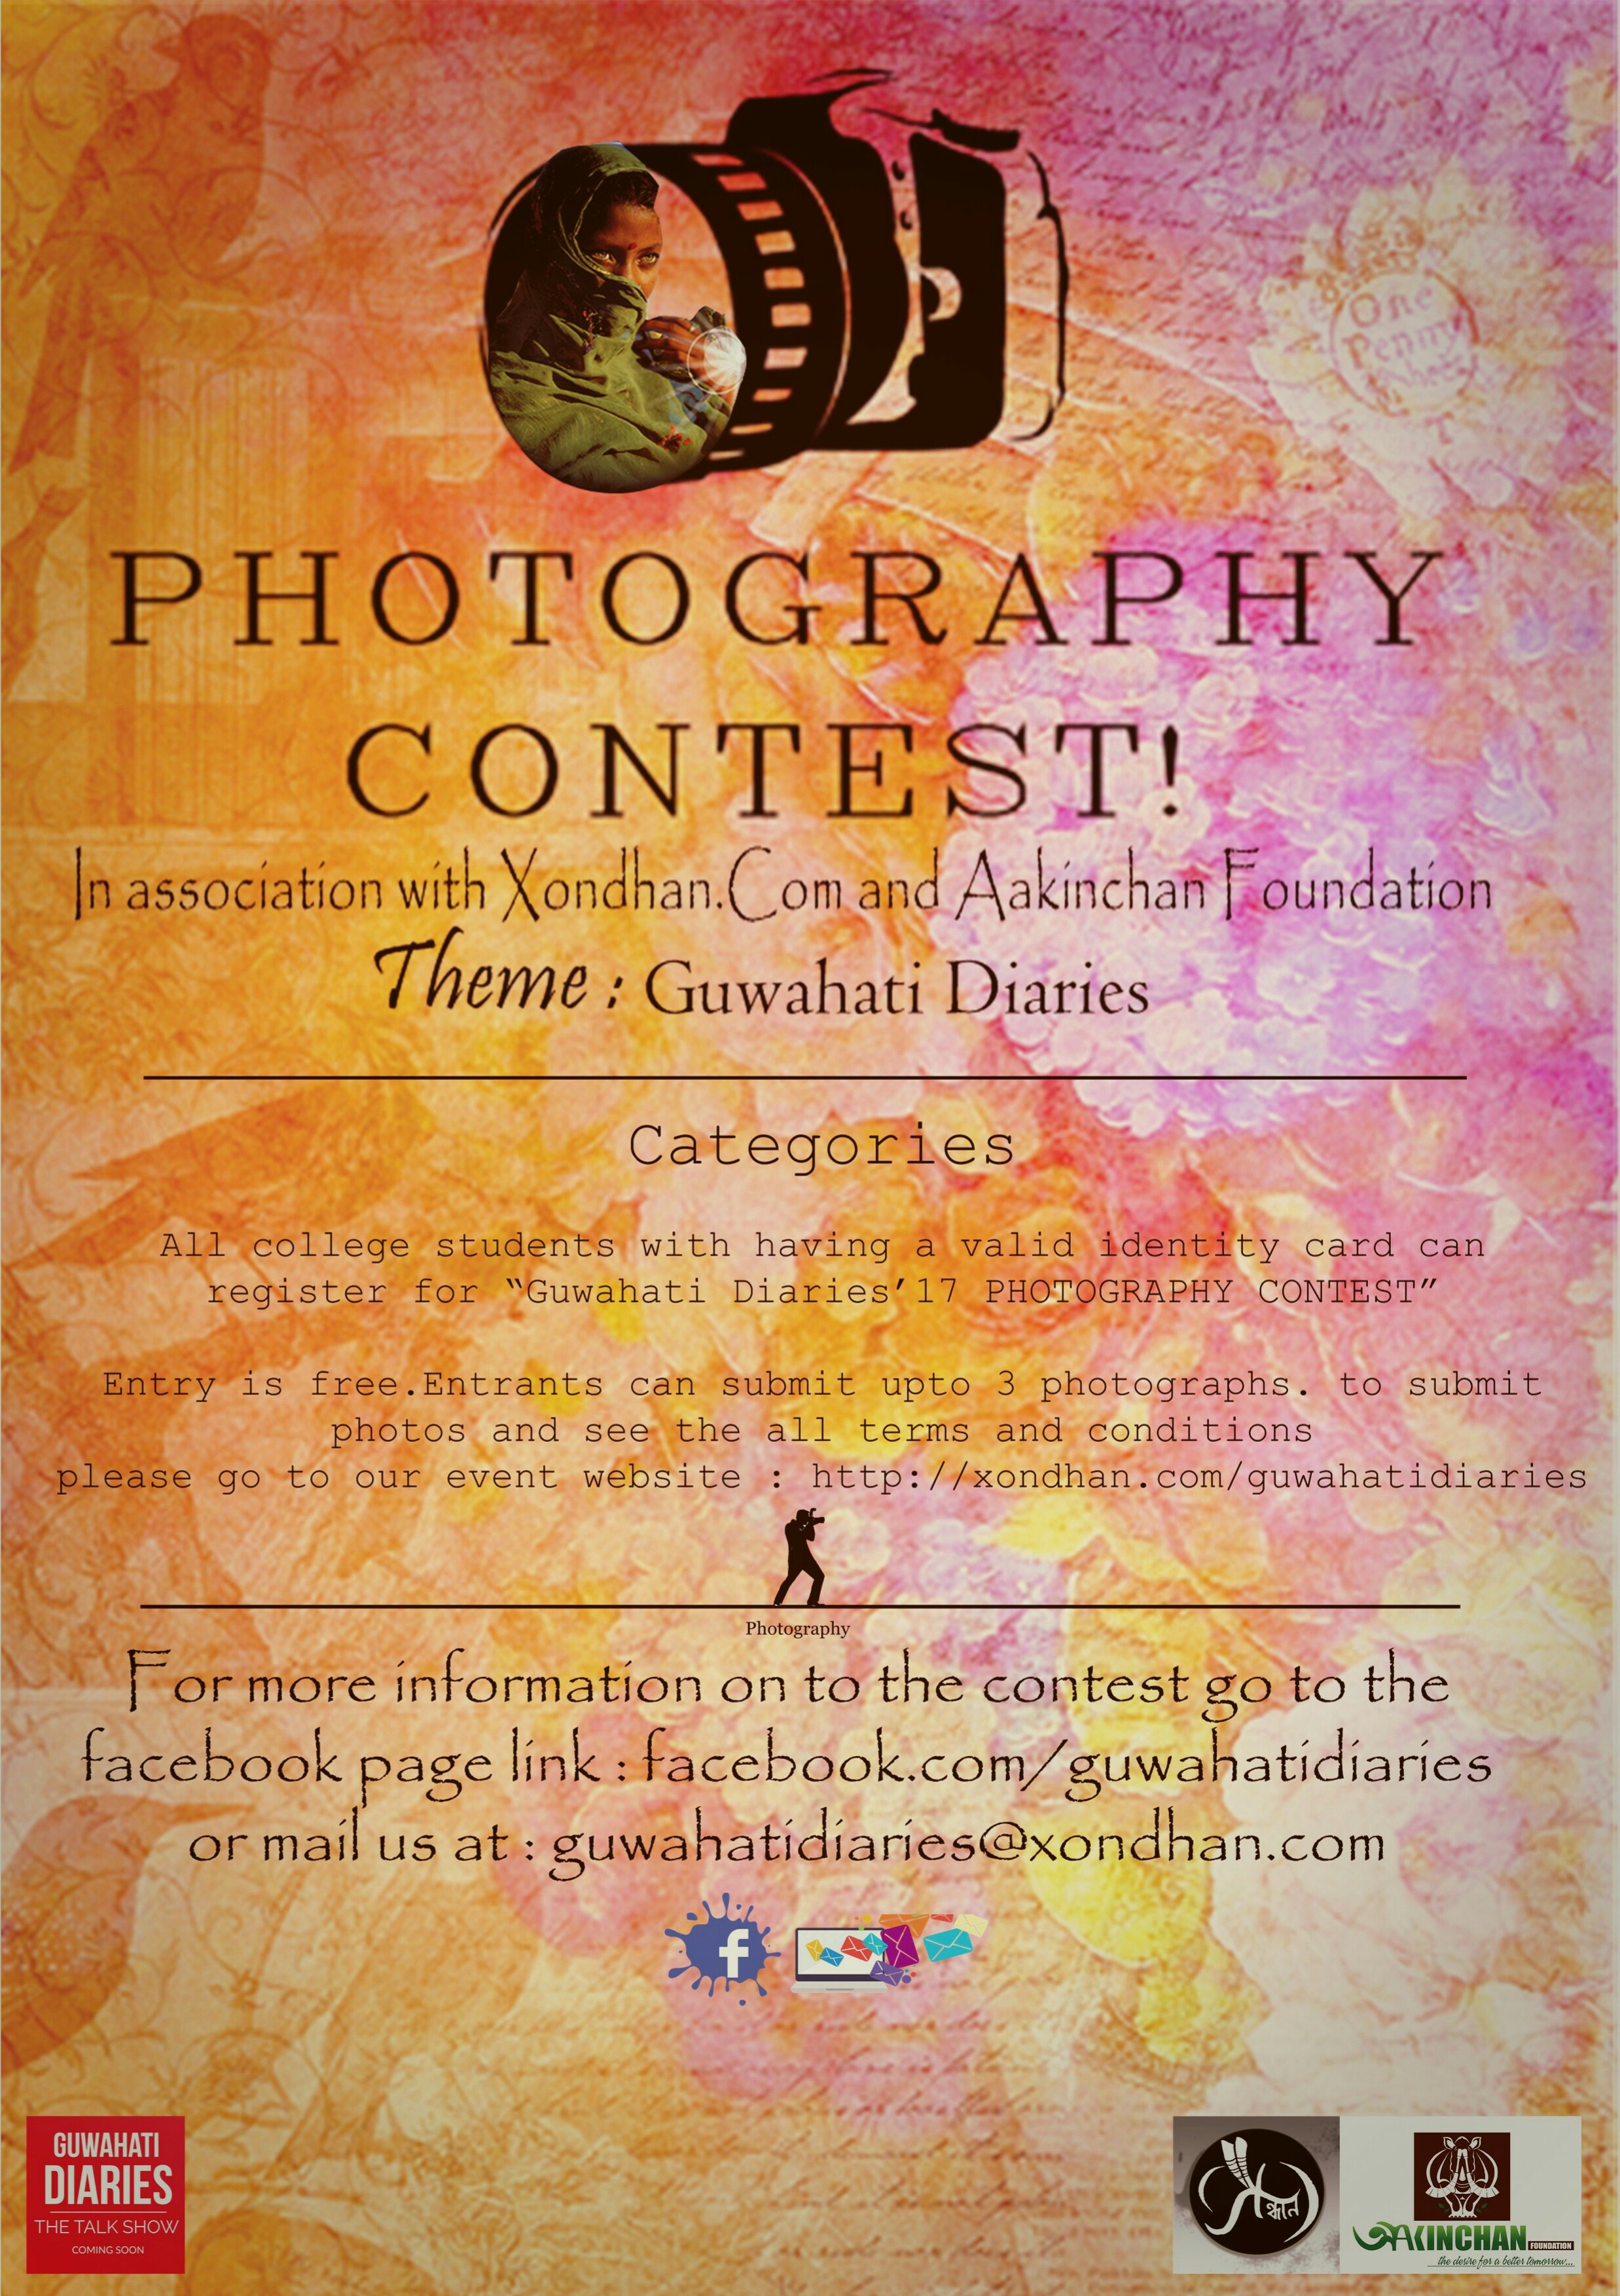 One
Penny
PHOTOGRAPHY
CONTEST!
In association with Xondhan.Com and Aakinchan Foundation
Theme : Guwahati Diaries
Categories
All college students with having a valid identity card can
register for “Guwahati Diaries’17 PHOTOGRAPHY CONTEST”
Entry is free.Entrants can submit upto 3 photographs. to submit
photos and see the all terms and conditions
please go to our event website : http://xondhan.com/guwahatidiaries
Photography
For more information on to the contest go to the
facebook page link : facebook.com/guwahatidiaries
or mail us at : guwahatidiaries@xondhan.com
f
GUWAHATI
DIARIES
THE TALK SHOW
COMING SOON
AAKINCHAN
FOUNDATION
the desire for a better tomorrow...